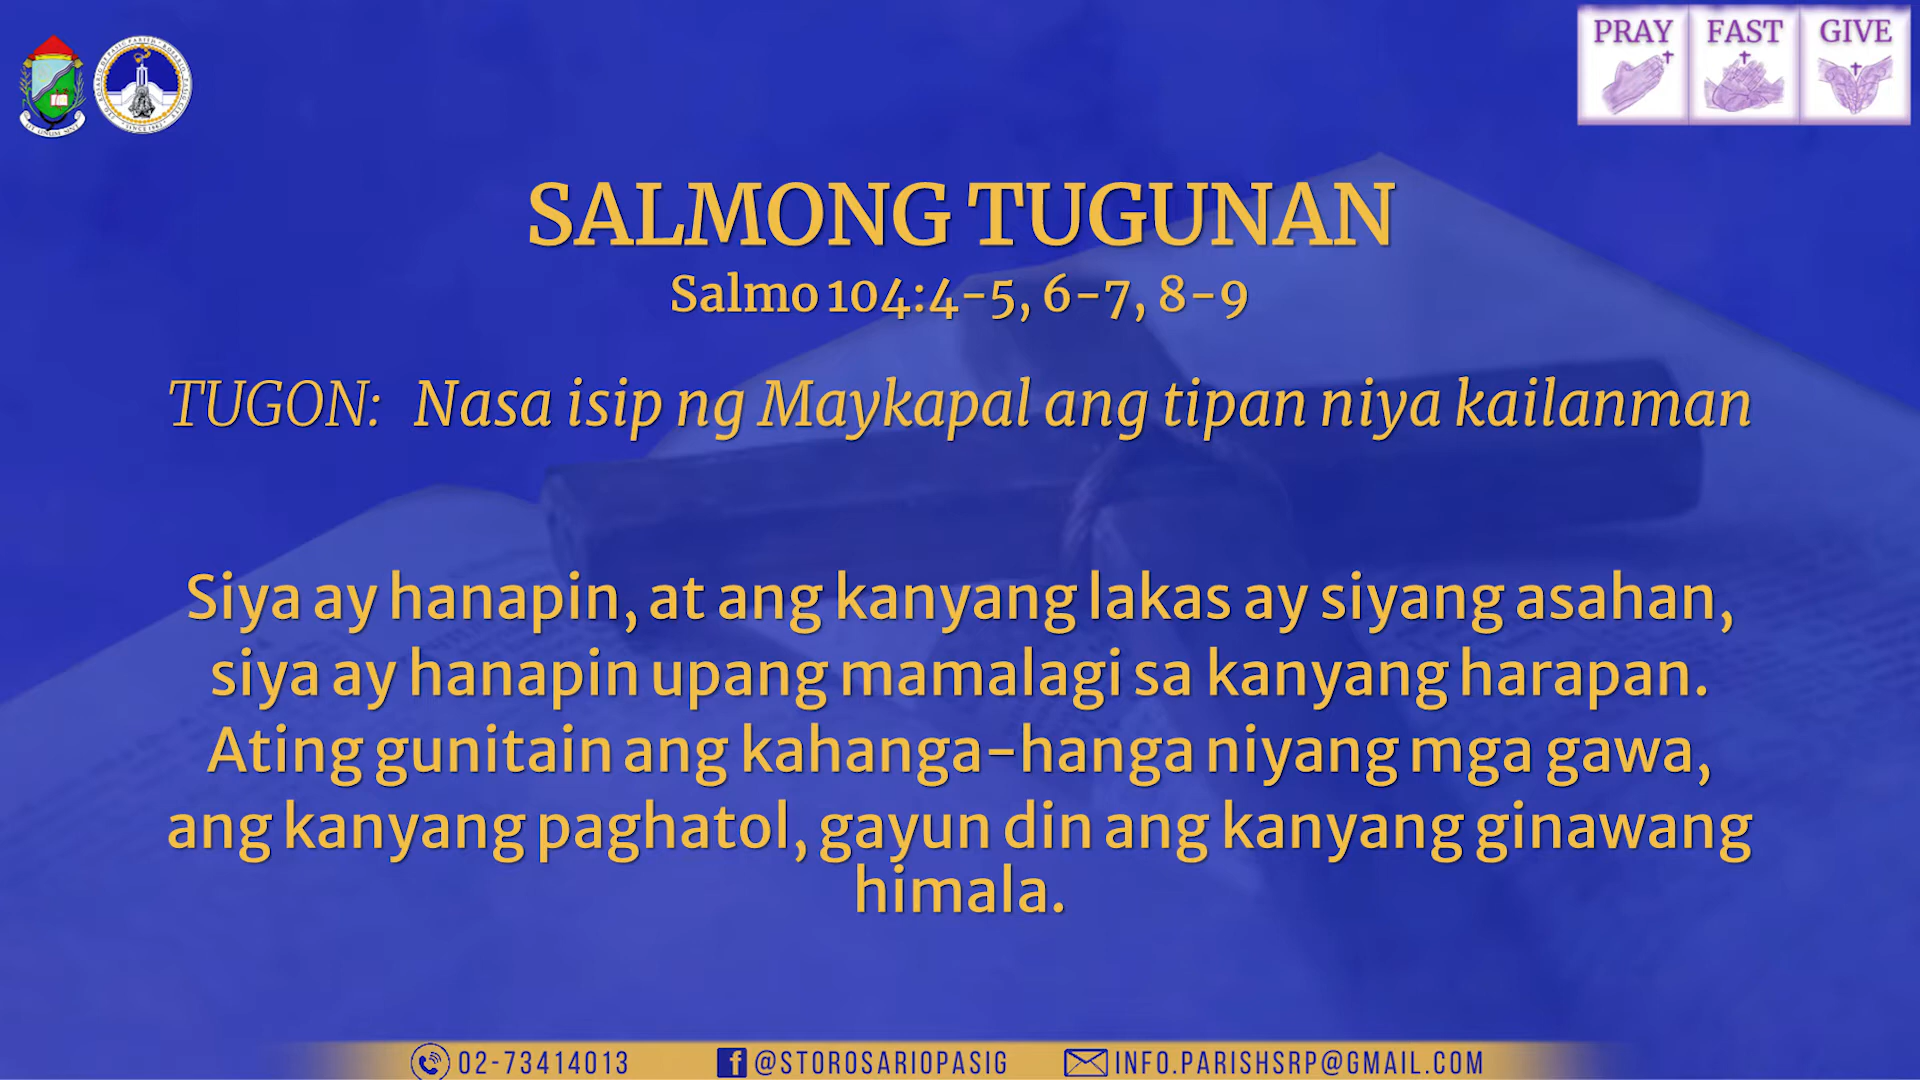 PRAY FAST GIVE
SALMONG TUGUNAN
Salmo 104:4-5, 6-7, 8-9
TUGON: Nasa isip ng Maykapal ang tipan niya kailanman
Siya ay hanapin, at ang kanyang lakas ay siyang asahan,
siya ay hanapin upang mamalagi sa kanyang harapan.
Ating gunitain ang kahanga-hanga niyang mga gawa,
ang kanyang paghatol, gayun din ang kanyang ginawang
himala.
02-73414013 @STOROSARIOPASIG INFO.PARISHSRP@GMAIL.COM